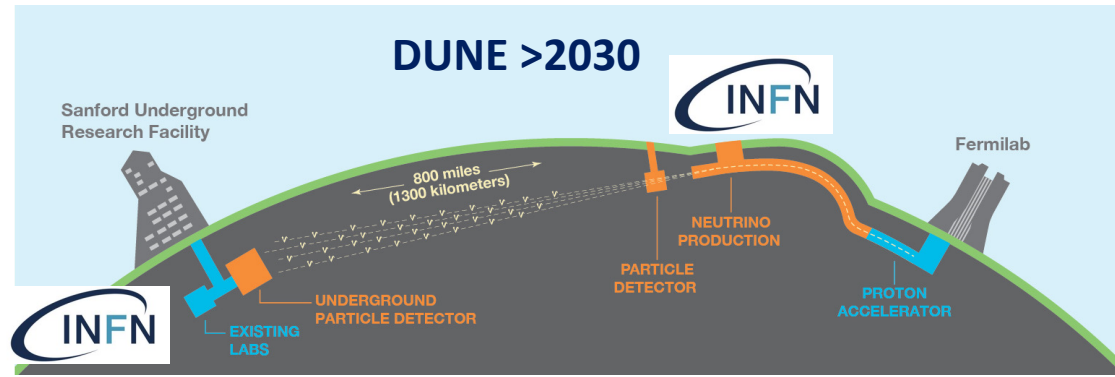 DUNE >2030
INFN
Sanford Underground
Research Facility
Fermilab
800 miles
(1300 kilometers)
NEUTRINO
PRODUCTION
PARTICLE
DETECTOR
PROTON
ACCELERATOR
UNDERGROUND
PARTICLE DETECTOR
EXISTING
LABS
INFN